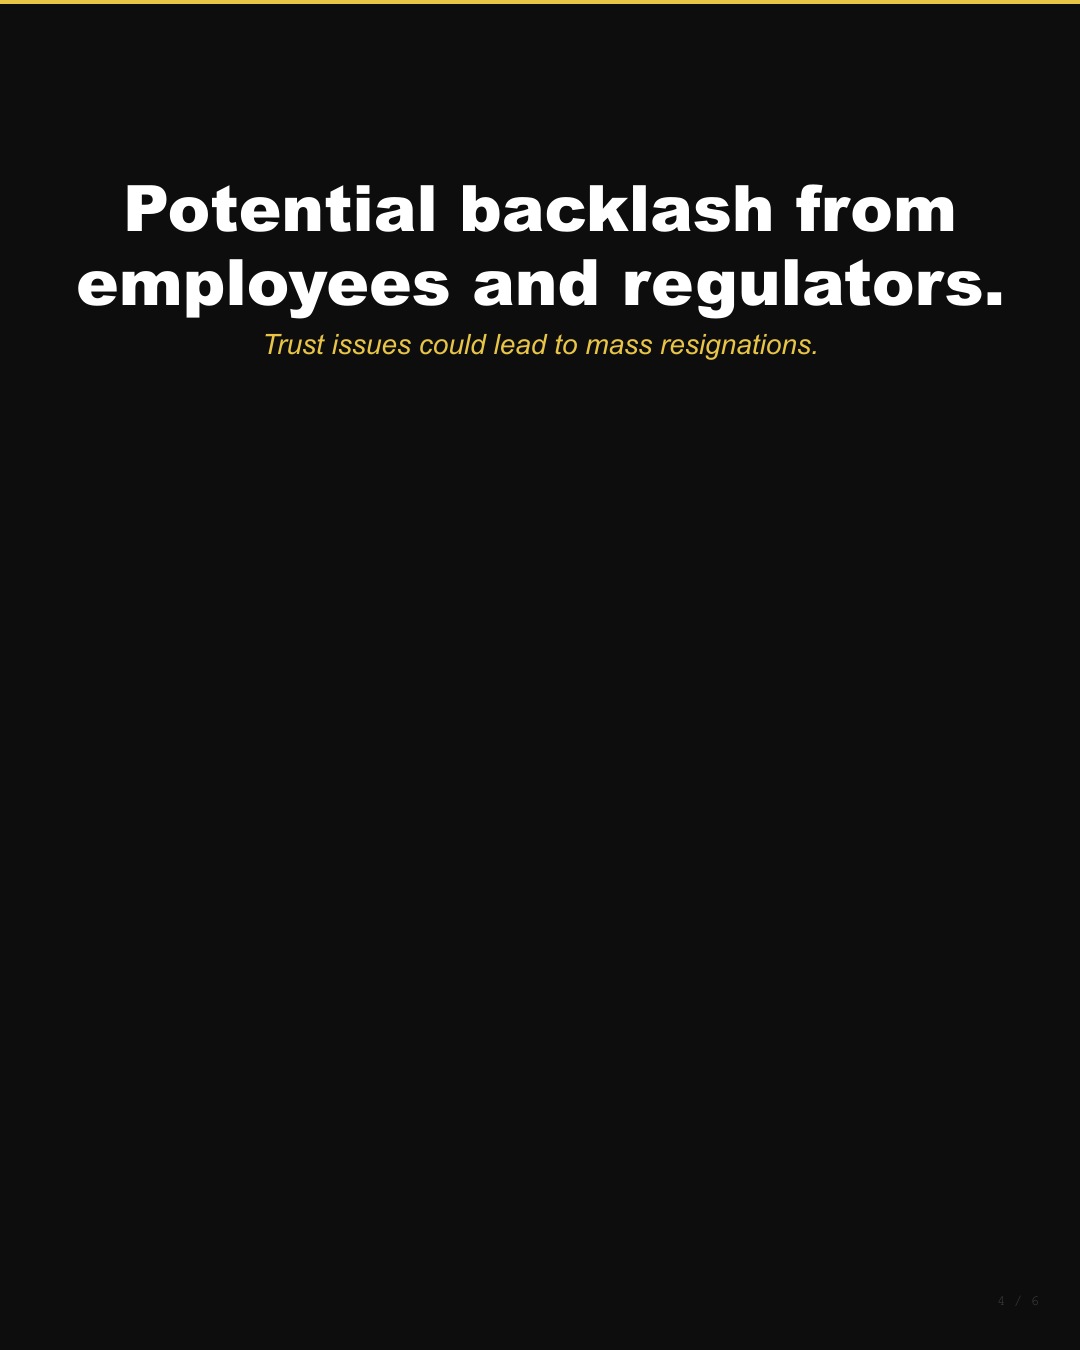 Potential backlash from
employees and regulators.
Trust issues could lead to mass resignations.
4 / 6